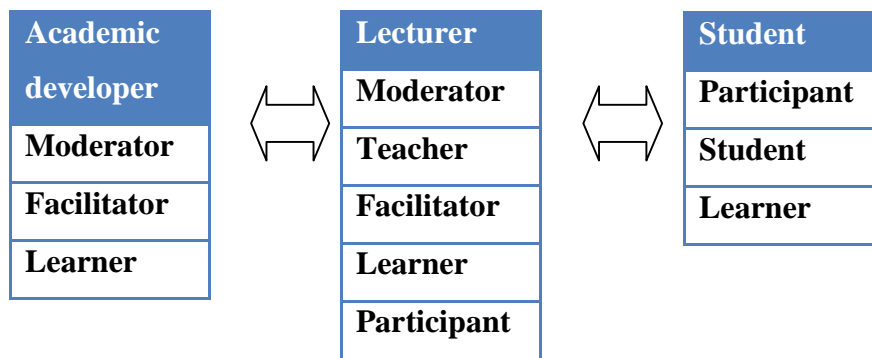 Academic
developer
Moderator
Facilitator
Learner
Lecturer
Moderator
Teacher
Facilitator
Learner
Participant
Student
Participant
Student
Learner